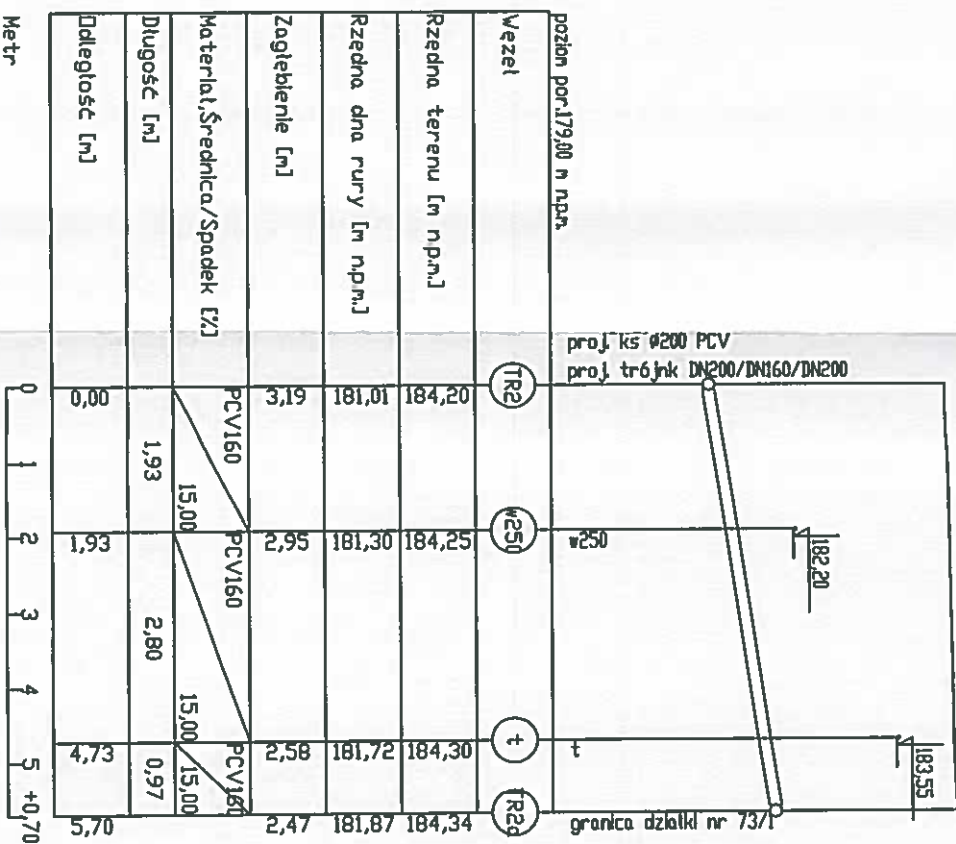 proj ks ø200 PCV
proj. trójnk DN200/DN160/DN200
w250
182,20
t
183,55
granica działki nr 73/1
poziom por.179,00 m npm.
Węzeł TR2 w250 t TR2a
Rzędna terenu [m n.p.m.] 184,20 184,25 184,30 184,34
Rzędna dna rury [m n.p.m.] 181,01 181,30 181,72 181,87
Zagłębienie [m] 3,19 2,95 2,58 2,47
Materiał,Średnica/Spadek [%] PCV160 15,00 PCV160 15,00 PCV160 15,00
Długość [m] 1,93 2,80 0,97
Odległość [m] 0,00 1,93 4,73 5,70
Metr 0 1 2 3 4 5 +0,70